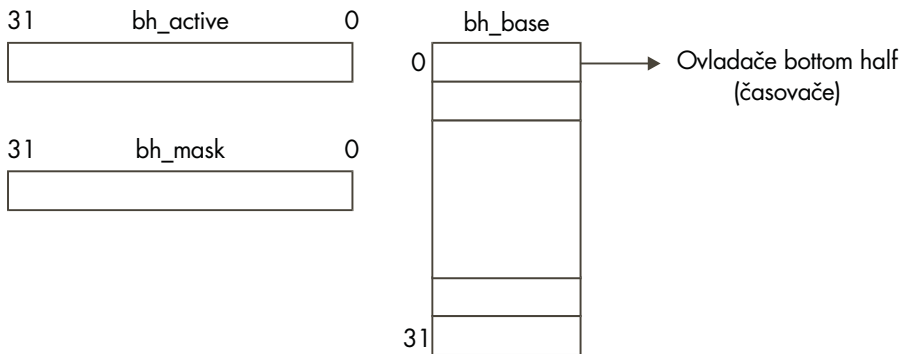 31 bh_active 0
bh_base
0
Ovladače bottom half
(časovače)
31 bh_mask 0
31